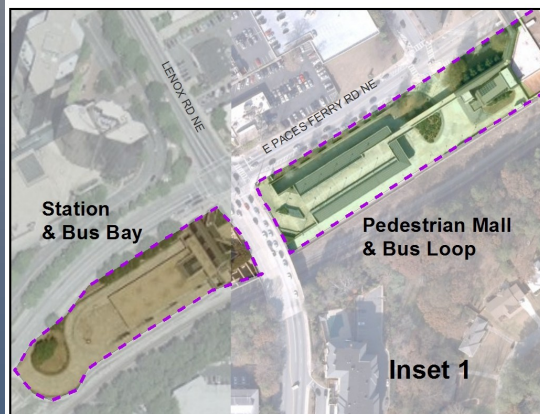 LENOX RD NE
E PACES FERRY RD NE
Station
& Bus Bay
Pedestrian Mall
& Bus Loop
Inset 1